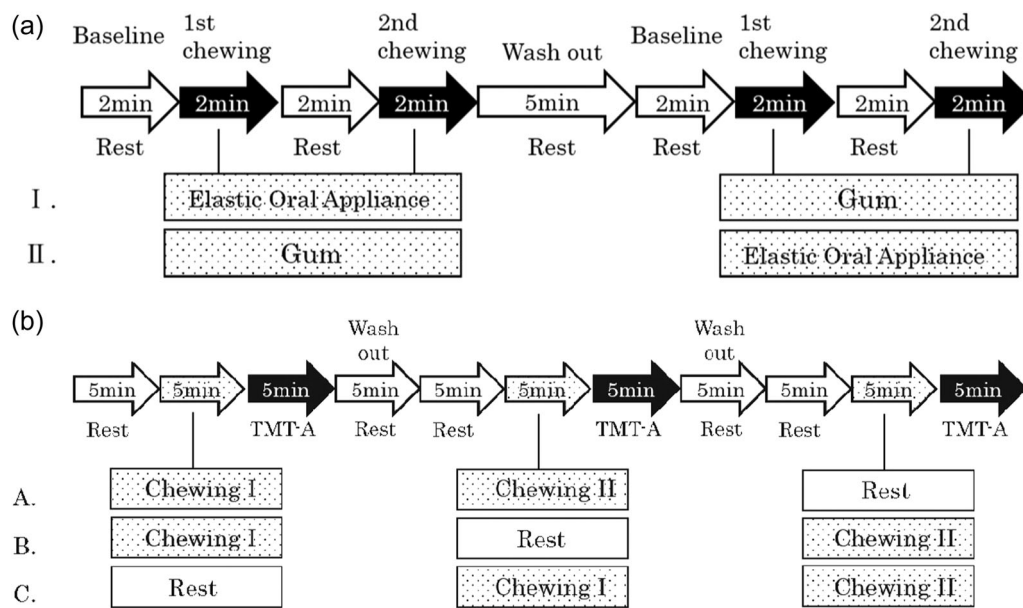 (a)
Baseline 1st chewing 2nd chewing Wash out Baseline 1st chewing 2nd chewing
2min 2min 2min 2min 5min 2min 2min 2min 2min
Rest Rest Rest Rest Rest
I . Elastic Oral Appliance Gum
II . Gum Elastic Oral Appliance
(b)
Wash out Wash out
5min 5min 5min 5min 5min 5min 5min 5min 5min 5min 5min
Rest TMT-A Rest Rest TMT-A Rest Rest TMT-A
A. Chewing I Chewing II Rest
B. Chewing I Rest Chewing II
C. Rest Chewing I Chewing II